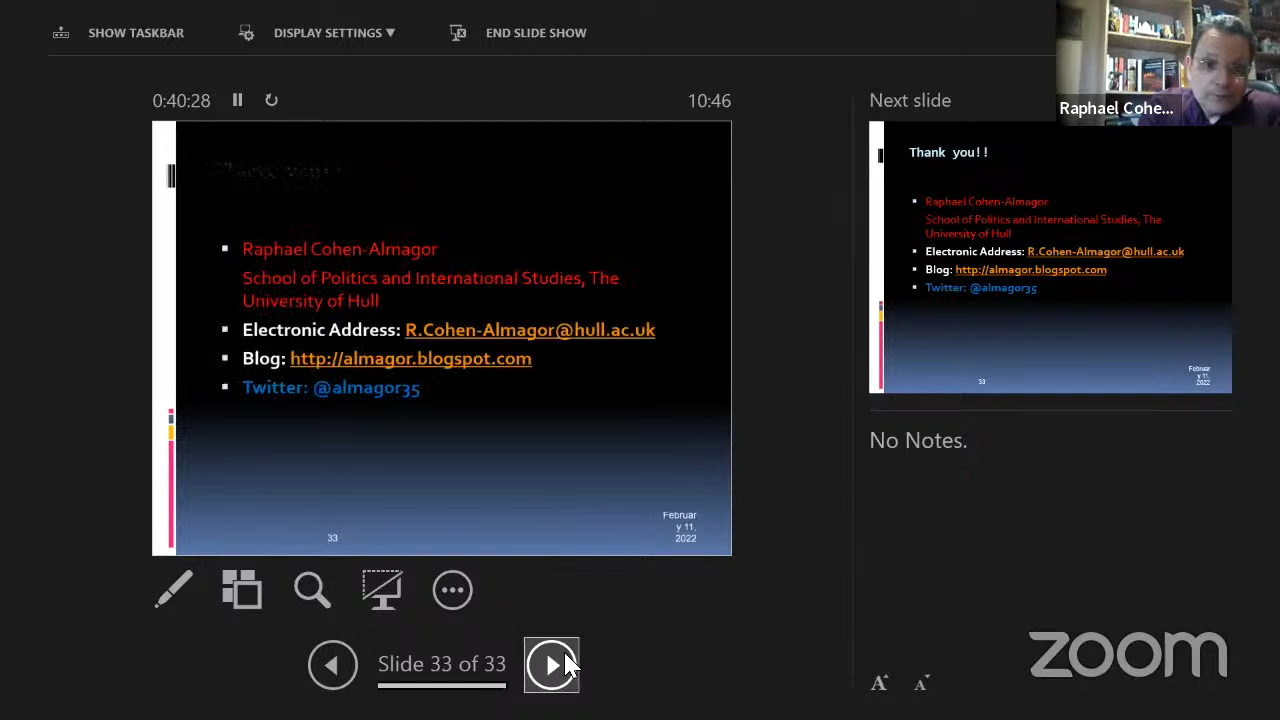 SHOW TASKBAR
DISPLAY SETTINGS ▼
END SLIDE SHOW
0:40:28
10:46
Raphael Cohen-Almagor
School of Politics and International Studies, The
University of Hull
Electronic Address: R.Cohen-Almagor@hull.ac.uk
Blog: http://almagor.blogspot.com
Twitter: @almagor35
33
Februar
y 11,
2022
Slide 33 of 33
Next slide
Raphael Cohe...
Thank you!!
Raphael Cohen-Almagor
School of Politics and International Studies, The
University of Hull
Electronic Address: R.Cohen-Almagor@hull.ac.uk
Blog: http://almagor.blogspot.com
Twitter: @almagor35
33
Februar
y 11,
2022
No Notes.
A A
zoom